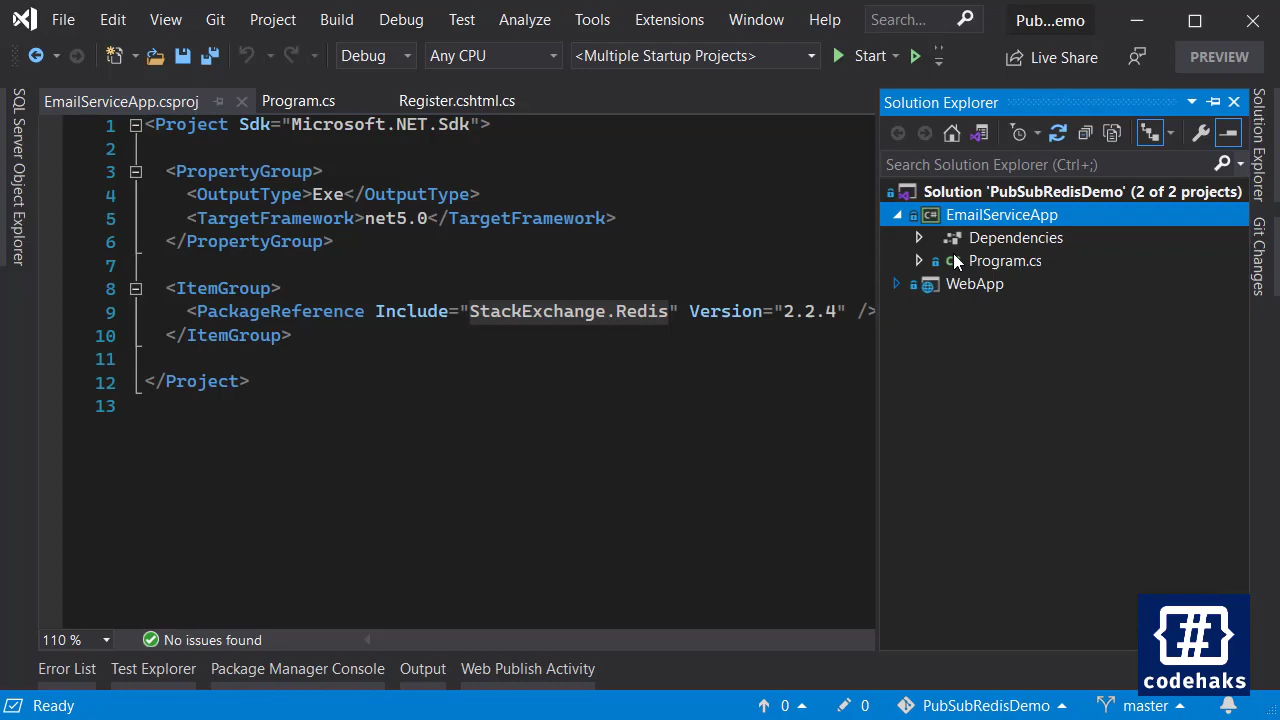 File Edit View Git Project Build Debug Test Analyze Tools Extensions Window Help Search... Pub...emo
Debug Any CPU <Multiple Startup Projects> Start Live Share PREVIEW
SQL Server Object Explorer
EmailServiceApp.csproj Program.cs Register.cshtml.cs
1 <Project Sdk="Microsoft.NET.Sdk">
2
3 <PropertyGroup>
4 <OutputType>Exe</OutputType>
5 <TargetFramework>net5.0</TargetFramework>
6 </PropertyGroup>
7
8 <ItemGroup>
9 <PackageReference Include="StackExchange.Redis" Version="2.2.4" />
10 </ItemGroup>
11
12 </Project>
13
110 % No issues found
Solution Explorer
Search Solution Explorer (Ctrl+;)
Solution 'PubSubRedisDemo' (2 of 2 projects)
C# EmailServiceApp
Dependencies
Program.cs
WebApp
Solution Explorer
Git Changes
{#}
codehaks
Error List Test Explorer Package Manager Console Output Web Publish Activity
Ready 0 0 PubSubRedisDemo master